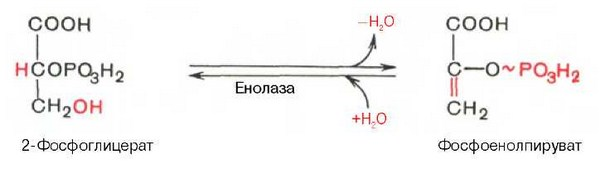 COOH
HCOPO₃H₂
CH₂OH
2-Фосфоглицерат
–H₂O
Енолаза
+H₂O
COOH
C—O~PO₃H₂
CH₂
Фосфоенолпируват